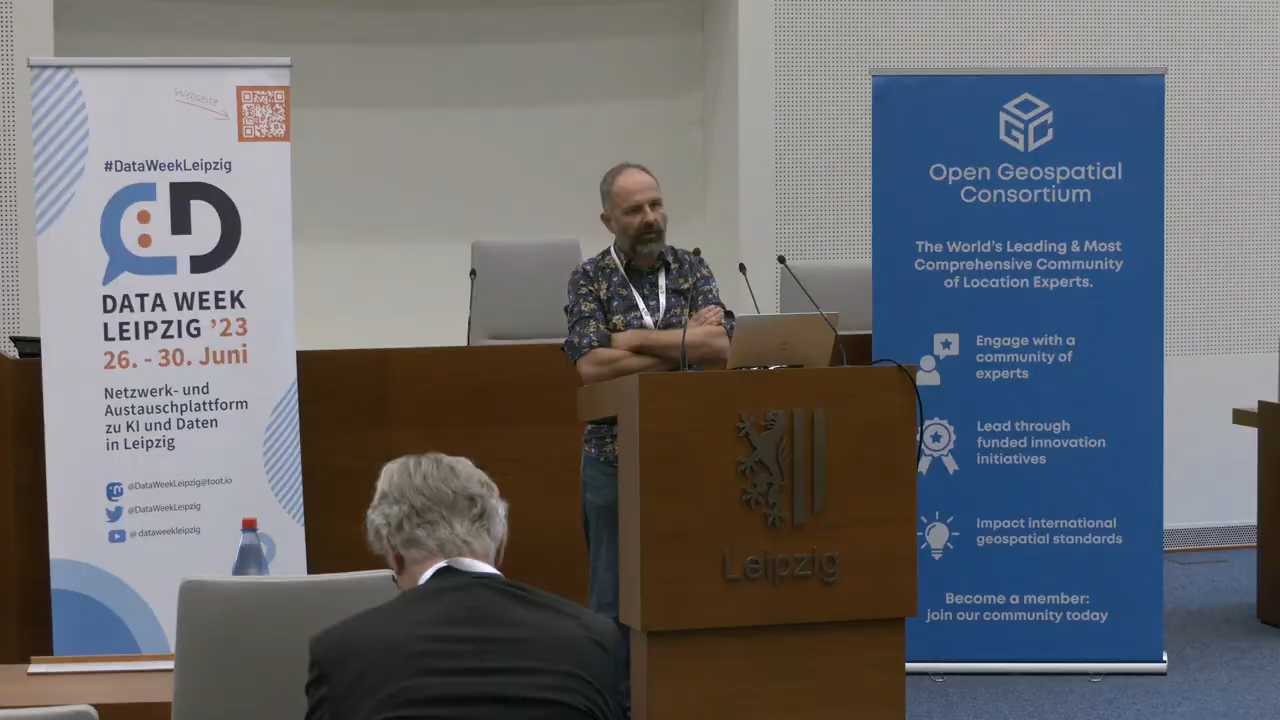 Webseite
#DataWeekLeipzig
DATA WEEK
LEIPZIG '23
26. - 30. Juni
Netzwerk- und
Austauschplattform
zu KI und Daten
in Leipzig
@DataWeekLeipzig@toot.io
@DataWeekLeipzig
@dataweekleipzig
Leipzig
OGC
Open Geospatial
Consortium
The World's Leading & Most
Comprehensive Community
of Location Experts.
Engage with a
community of
experts
Lead through
funded innovation
initiatives
Impact international
geospatial standards
Become a member:
join our community today